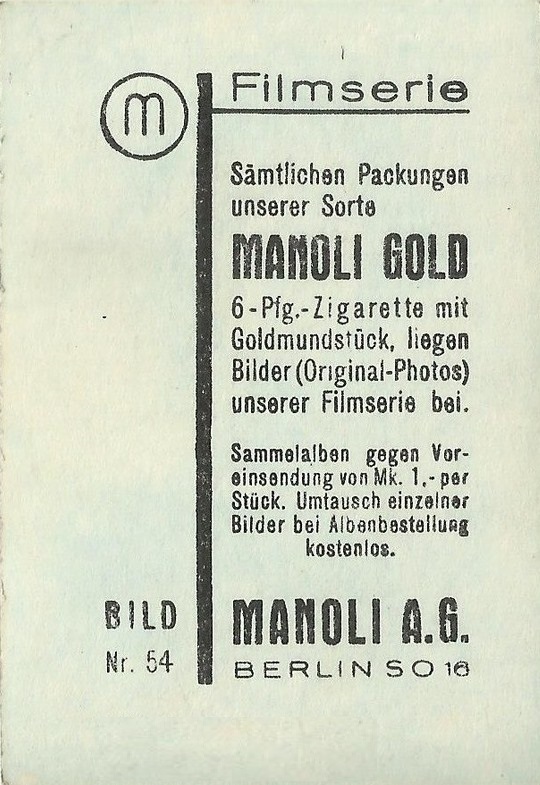 m
Filmserie
Sämtlichen Packungen
unserer Sorte
MANOLI GOLD
6-Pfg.-Zigarette mit
Goldmundstück, liegen
Bilder (Original-Photos)
unserer Filmserie bei.
Sammelalben gegen Vor-
einsendung von Mk. 1,- per
Stück. Umtausch einzelner
Bilder bei Albenbestellung
kostenlos.
BILD
Nr. 54
MANOLI A.G.
BERLIN SO 16